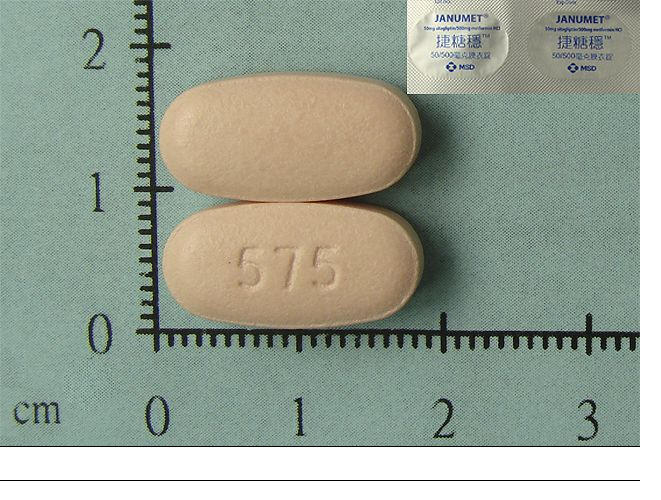 JANUMET®
50mg sitagliptin/500mg metformin HCl
捷糖穩™
50/500毫克膜衣錠
MSD
JANUMET®
50mg sitagliptin/500mg metformin HCl
捷糖穩™
50/500毫克膜衣錠
MSD
2
1
575
0
cm
0 1 2 3